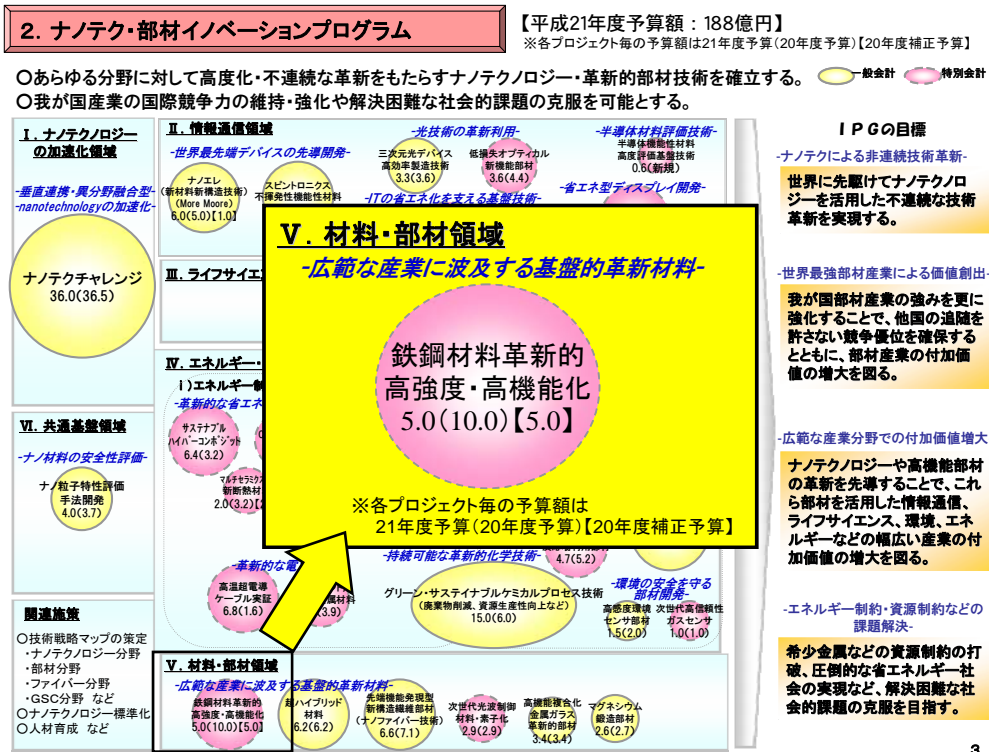 2．ナノテク・部材イノベーションプログラム
【平成21年度予算額：188億円】
※各プロジェクト毎の予算額は21年度予算(20年度予算)【20年度補正予算】
○あらゆる分野に対して高度化・不連続な革新をもたらすナノテクノロジー・革新的部材技術を確立する。
○我が国産業の国際競争力の維持・強化や解決困難な社会的課題の克服を可能とする。
一般会計
特別会計
Ⅰ．ナノテクノロジー
の加速化領域
-垂直連携・異分野融合型-
-nanotechnologyの加速化-
ナノテクチャレンジ
36.0(36.5)
Ⅱ．情報通信領域
-世界最先端デバイスの先導開発-
ナノエレ
(新材料新構造技術)
(More Moore)
6.0(5.0)【1.0】
スピントロニクス
不揮発性機能性材料
-光技術の革新利用-
三次元光デバイス
高効率製造技術
3.3(3.6)
低損失オプティカル
新機能部材
3.6(4.4)
-半導体材料評価技術-
半導体機能性材料
高度評価基盤技術
0.6(新規)
-ITの省エネ化を支える基盤技術-
-省エネ型ディスプレイ開発-
Ⅲ．ライフサイエ
Ⅳ．エネルギー・
ⅰ)エネルギー制
-革新的な省エネ
サステナブル
ハイパーコンポジット
6.4(3.2)
マルチセラミクス
新断熱材
2.0(3.2)
-革新的な電
高温超電導
ケーブル実証
6.8(1.6)
属材料
(3.9)
Ⅴ．材料・部材領域
-広範な産業に波及する基盤的革新材料-
鉄鋼材料革新的
高強度・高機能化
5.0(10.0)【5.0】
※各プロジェクト毎の予算額は
21年度予算(20年度予算)【20年度補正予算】
-持続可能な革新的化学技術-
4.7(5.2)
グリーン・サステイナブルケミカルプロセス技術
(廃棄物削減、資源生産性向上など)
15.0(6.0)
-環境の安全を守る
部材開発-
高感度環境
センサ部材
1.5(2.0)
次世代高信頼性
ガスセンサ
1.0(1.0)
Ⅵ．共通基盤領域
-ナノ材料の安全性評価-
ナノ粒子特性評価
手法開発
4.0(3.7)
関連施策
○技術戦略マップの策定
・ナノテクノロジー分野
・部材分野
・ファイバー分野
・GSC分野 など
○ナノテクノロジー標準化
○人材育成 など
Ⅴ．材料・部材領域
-広範な産業に波及する基盤的革新材料-
鉄鋼材料革新的
高強度・高機能化
5.0(10.0)【5.0】
超ハイブリッド
材料
6.2(6.2)
先端機能発現型
新構造繊維部材
(ナノファイバー技術)
6.6(7.1)
次世代光波制御
材料・素子化
2.9(2.9)
高機能複合化
金属ガラス
革新的部材
3.4(3.4)
マグネシウム
鍛造部材
2.6(2.7)
ＩＰＧの目標
-ナノテクによる非連続技術革新-
世界に先駆けてナノテクノロ
ジーを活用した不連続な技術
革新を実現する。
-世界最強部材産業による価値創出-
我が国部材産業の強みを更に
強化することで、他国の追随を
許さない競争優位を確保する
とともに、部材産業の付加価
値の増大を図る。
-広範な産業分野での付加価値増大
ナノテクノロジーや高機能部材
の革新を先導することで、これ
ら部材を活用した情報通信、
ライフサイエンス、環境、エネ
ルギーなどの幅広い産業の付
加価値の増大を図る。
-エネルギー制約・資源制約などの
課題解決-
希少金属などの資源制約の打
破、圧倒的な省エネルギー社
会の実現など、解決困難な社
会的課題の克服を目指す。
3